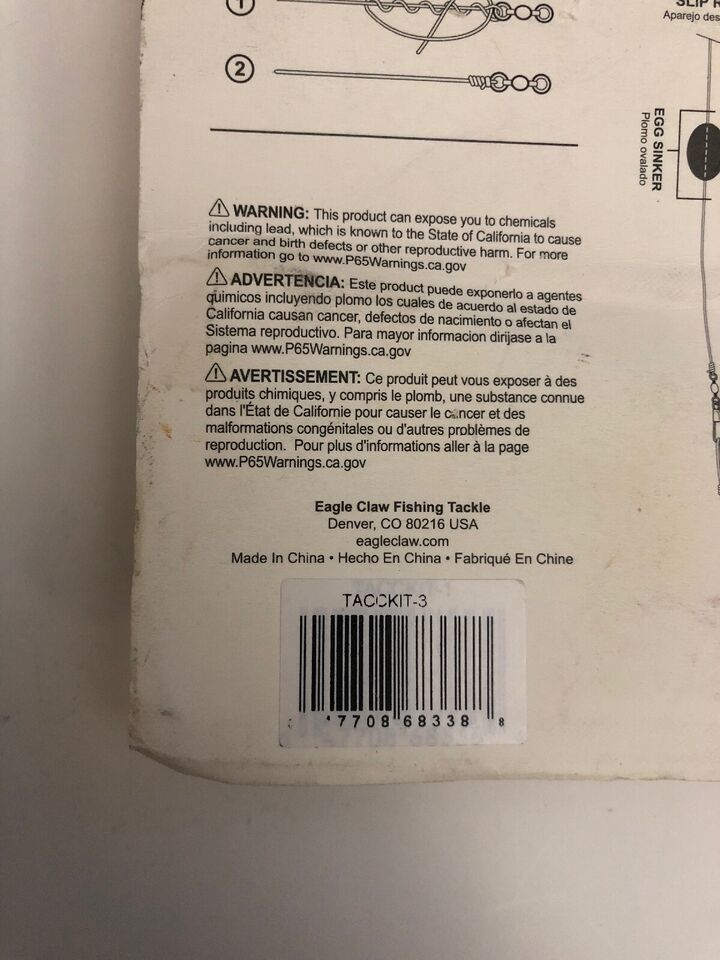 1
SLIP
Aparejo des
2
EGG SINKER
Plomo ovalado
WARNING: This product can expose you to chemicals
including lead, which is known to the State of California to cause
cancer and birth defects or other reproductive harm. For more
information go to www.P65Warnings.ca.gov
ADVERTENCIA: Este product puede exponerlo a agentes
quimicos incluyendo plomo los cuales de acuerdo al estado de
California causan cancer, defectos de nacimiento o afectan el
Sistema reproductivo. Para mayor informacion dirijase a la
pagina www.P65Warnings.ca.gov
AVERTISSEMENT: Ce produit peut vous exposer à des
produits chimiques, y compris le plomb, une substance connue
dans l'État de Californie pour causer le cancer et des
malformations congénitales ou d'autres problèmes de
reproduction. Pour plus d'informations aller à la page
www.P65Warnings.ca.gov
Eagle Claw Fishing Tackle
Denver, CO 80216 USA
eagleclaw.com
Made In China • Hecho En China • Fabriqué En Chine
TACCKIT-3
7708 68338 8